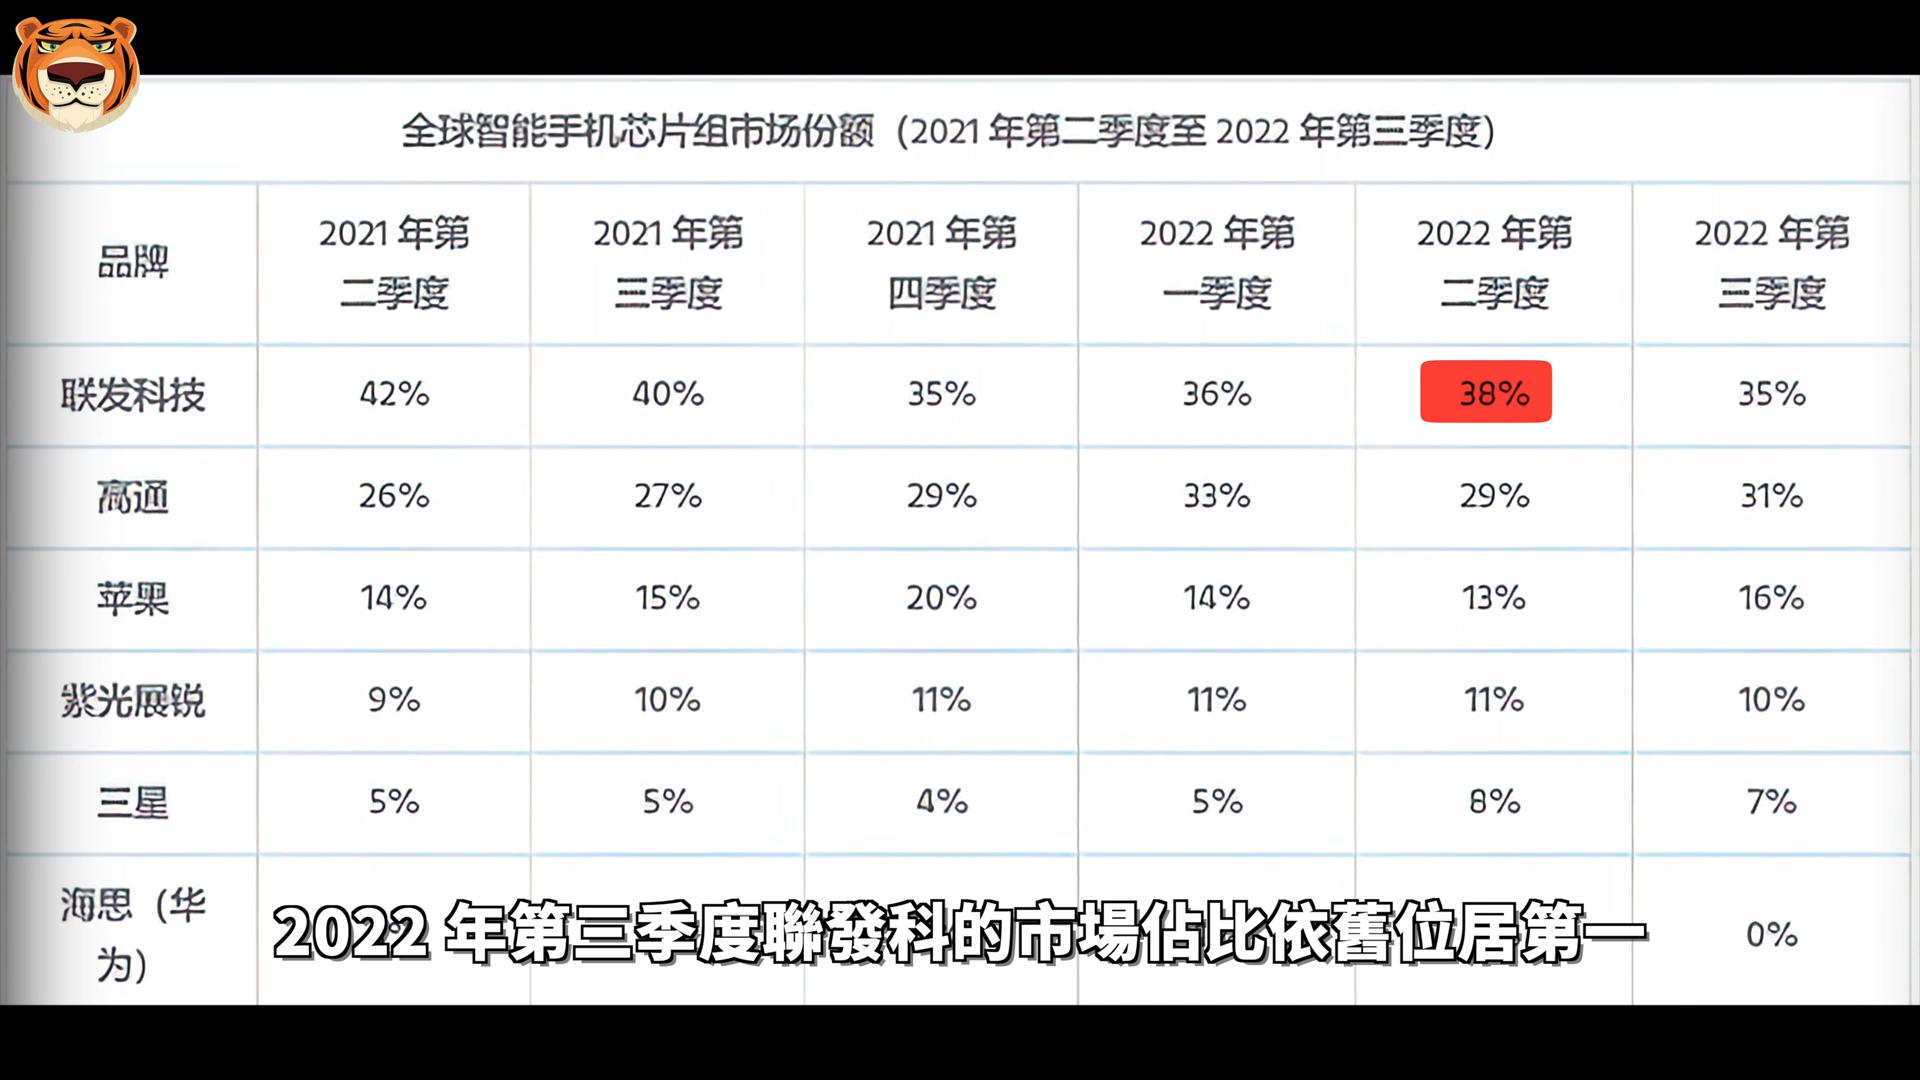 全球智能手机芯片组市场份额（2021 年第二季度至 2022 年第三季度）
品牌 2021 年第二季度 2021 年第三季度 2021 年第四季度 2022 年第一季度 2022 年第二季度 2022 年第三季度
联发科技 42% 40% 35% 36% 38% 35%
高通 26% 27% 29% 33% 29% 31%
苹果 14% 15% 20% 14% 13% 16%
紫光展锐 9% 10% 11% 11% 11% 10%
三星 5% 5% 4% 5% 8% 7%
海思（华为） 0%
2022 年第三季度聯發科的市場佔比依舊位居第一